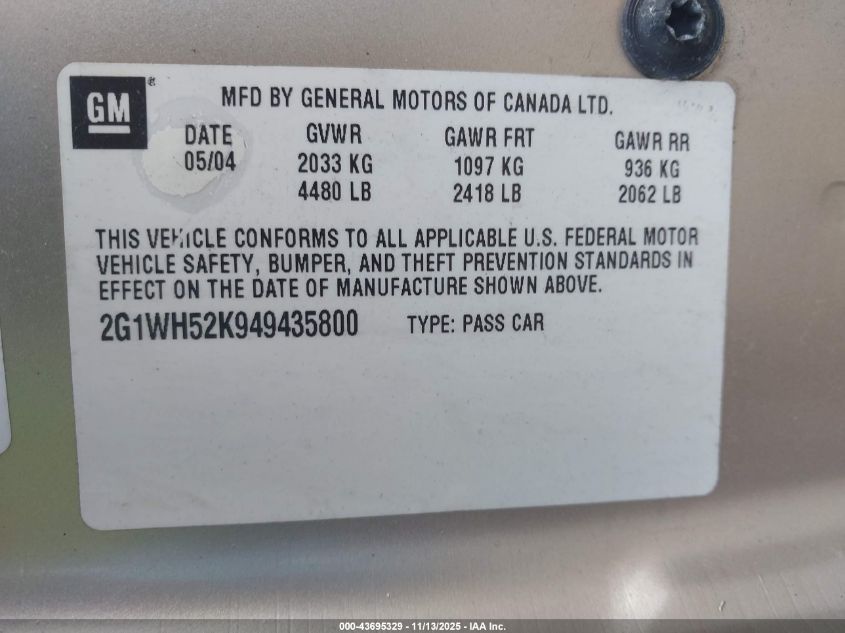 GM ®
MFD BY GENERAL MOTORS OF CANADA LTD.
DATE GVWR GAWR FRT GAWR RR
05/04 2033 KG 1097 KG 936 KG
4480 LB 2418 LB 2062 LB
THIS VEHICLE CONFORMS TO ALL APPLICABLE U.S. FEDERAL MOTOR
VEHICLE SAFETY, BUMPER, AND THEFT PREVENTION STANDARDS IN
EFFECT ON THE DATE OF MANUFACTURE SHOWN ABOVE.
2G1WH52K949435800 TYPE: PASS CAR
000-43695329 - 11/13/2025 - IAA Inc.